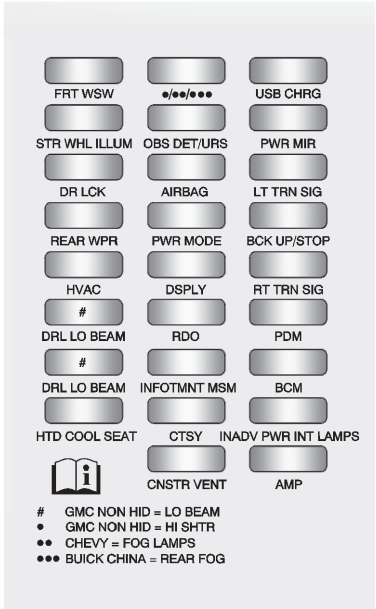 FRT WSW ●/●●/●●● USB CHRG
STR WHL ILLUM OBS DET/URS PWR MIR
DR LCK AIRBAG LT TRN SIG
REAR WPR PWR MODE BCK UP/STOP
HVAC DSPLY RT TRN SIG
#
DRL LO BEAM RDO PDM
#
DRL LO BEAM INFOTMNT MSM BCM
HTD COOL SEAT CTSY INADV PWR INT LAMPS
i
CNSTR VENT AMP
# GMC NON HID = LO BEAM
● GMC NON HID = HI SHTR
●● CHEVY = FOG LAMPS
●●● BUICK CHINA = REAR FOG